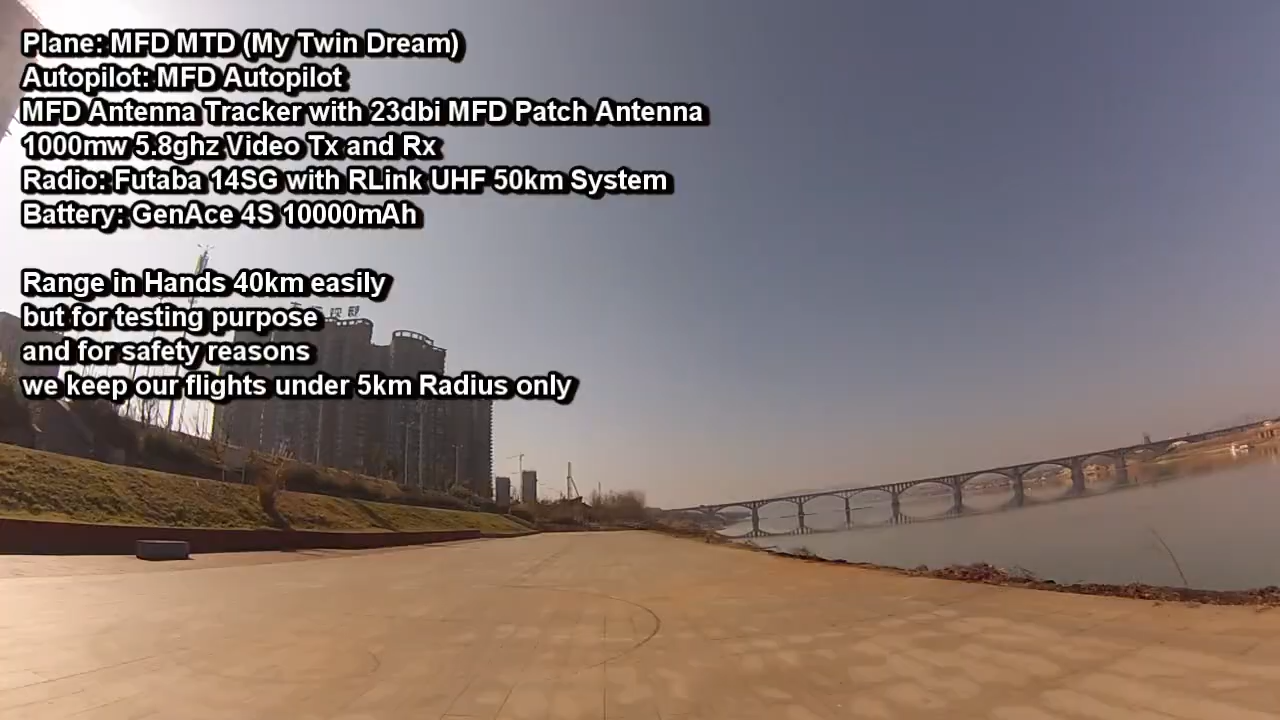 Plane: MFD MTD (My Twin Dream)
Autopilot: MFD Autopilot
MFD Antenna Tracker with 23dbi MFD Patch Antenna
1000mw 5.8ghz Video Tx and Rx
Radio: Futaba 14SG with RLink UHF 50km System
Battery: GenAce 4S 10000mAh
Range in Hands 40km easily
but for testing purpose
and for safety reasons
we keep our flights under 5km Radius only